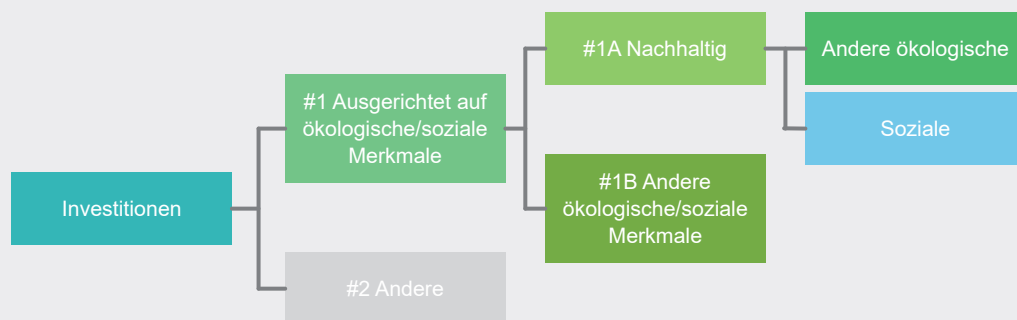 Investitionen
#1 Ausgerichtet auf
ökologische/soziale
Merkmale
#2 Andere
#1A Nachhaltig
#1B Andere
ökologische/soziale
Merkmale
Andere ökologische
Soziale